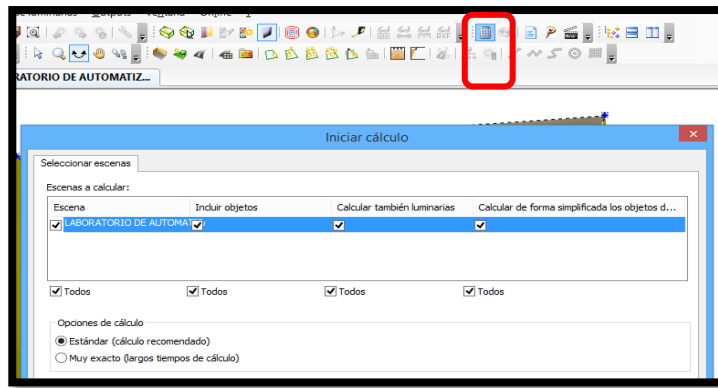 Outputs
RATORIO DE AUTOMATIZ...
Iniciar cálculo
Seleccionar escenas
Escenas a calcular:
Escena Incluir objetos Calcular también luminarias Calcular de forma simplificada los objetos d...
LABORATORIO DE AUTOMAT
Todos Todos Todos Todos
Opciones de cálculo
Estándar (cálculo recomendado)
Muy exacto (largos tiempos de cálculo)